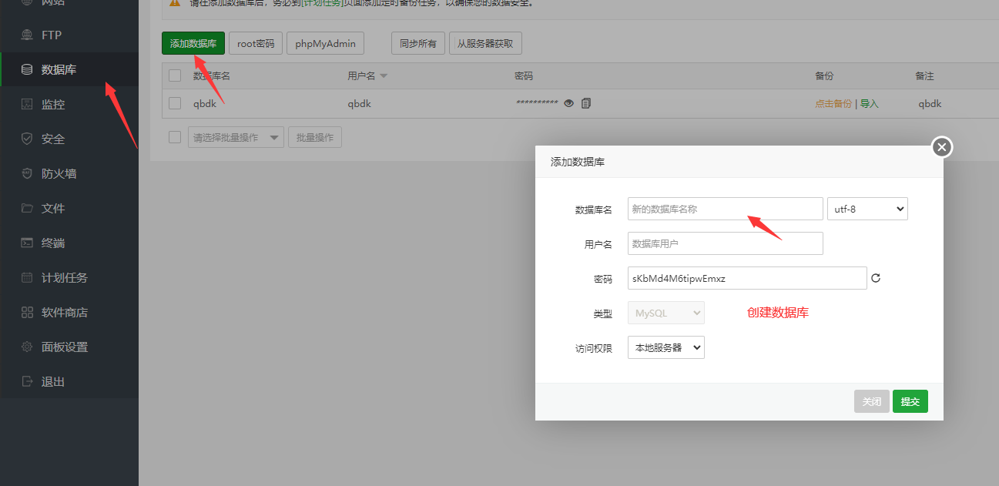 网站
FTP
数据库
监控
安全
防火墙
文件
终端
计划任务
软件商店
面板设置
退出
请在添加数据库后，务必到[计划任务]页面添加定时备份任务，以确保您的数据安全。
添加数据库 root密码 phpMyAdmin 同步所有 从服务器获取
数据库名 用户名 密码 备份 备注
qbdk qbdk ********** 点击备份 | 导入 qbdk
请选择批量操作 批量操作
添加数据库
数据库名 新的数据库名称 utf-8
用户名 数据库用户
密码 sKbMd4M6tipwEmxz
类型 MySQL 创建数据库
访问权限 本地服务器
关闭 提交